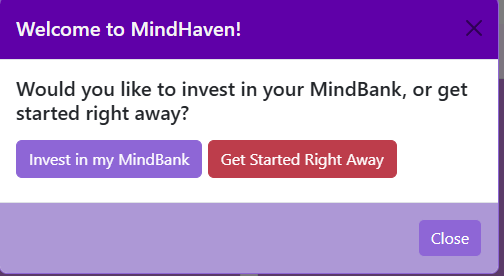 Welcome to MindHaven!
Would you like to invest in your MindBank, or get
started right away?
Invest in my MindBank
Get Started Right Away
Close